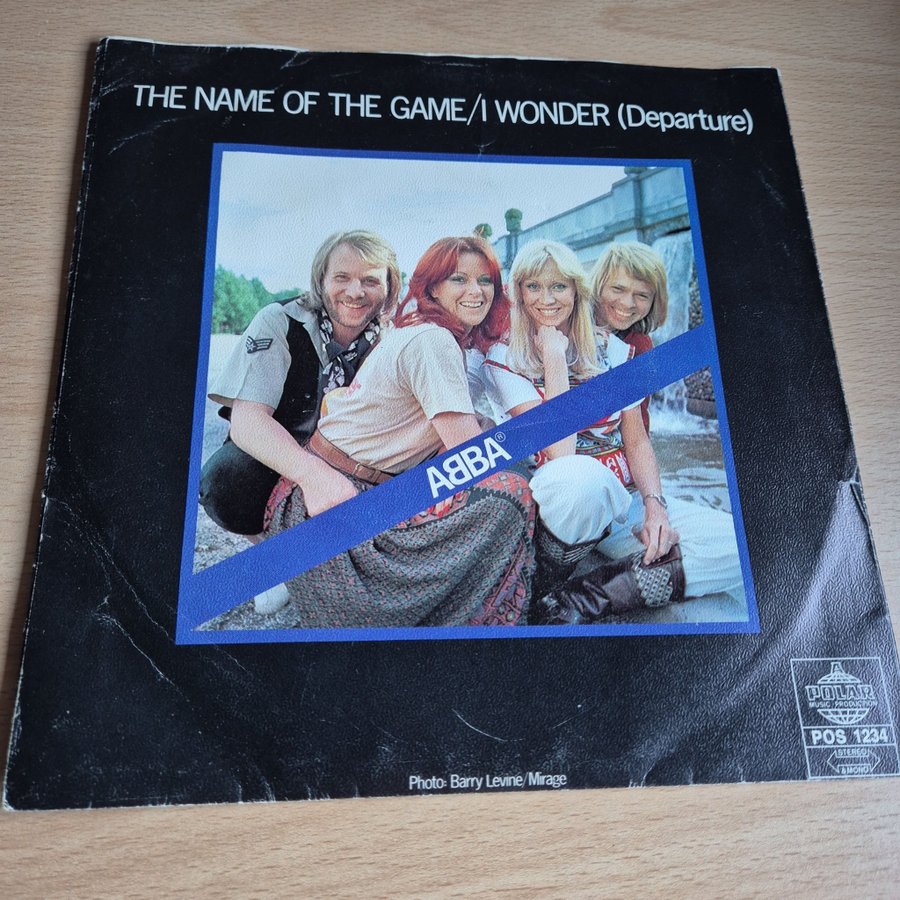 THE NAME OF THE GAME/I WONDER (Departure)
ABBA®
POLAR
MUSIC PRODUCTION
POS 1234
STEREO
& MONO
Photo: Barry Levine/Mirage